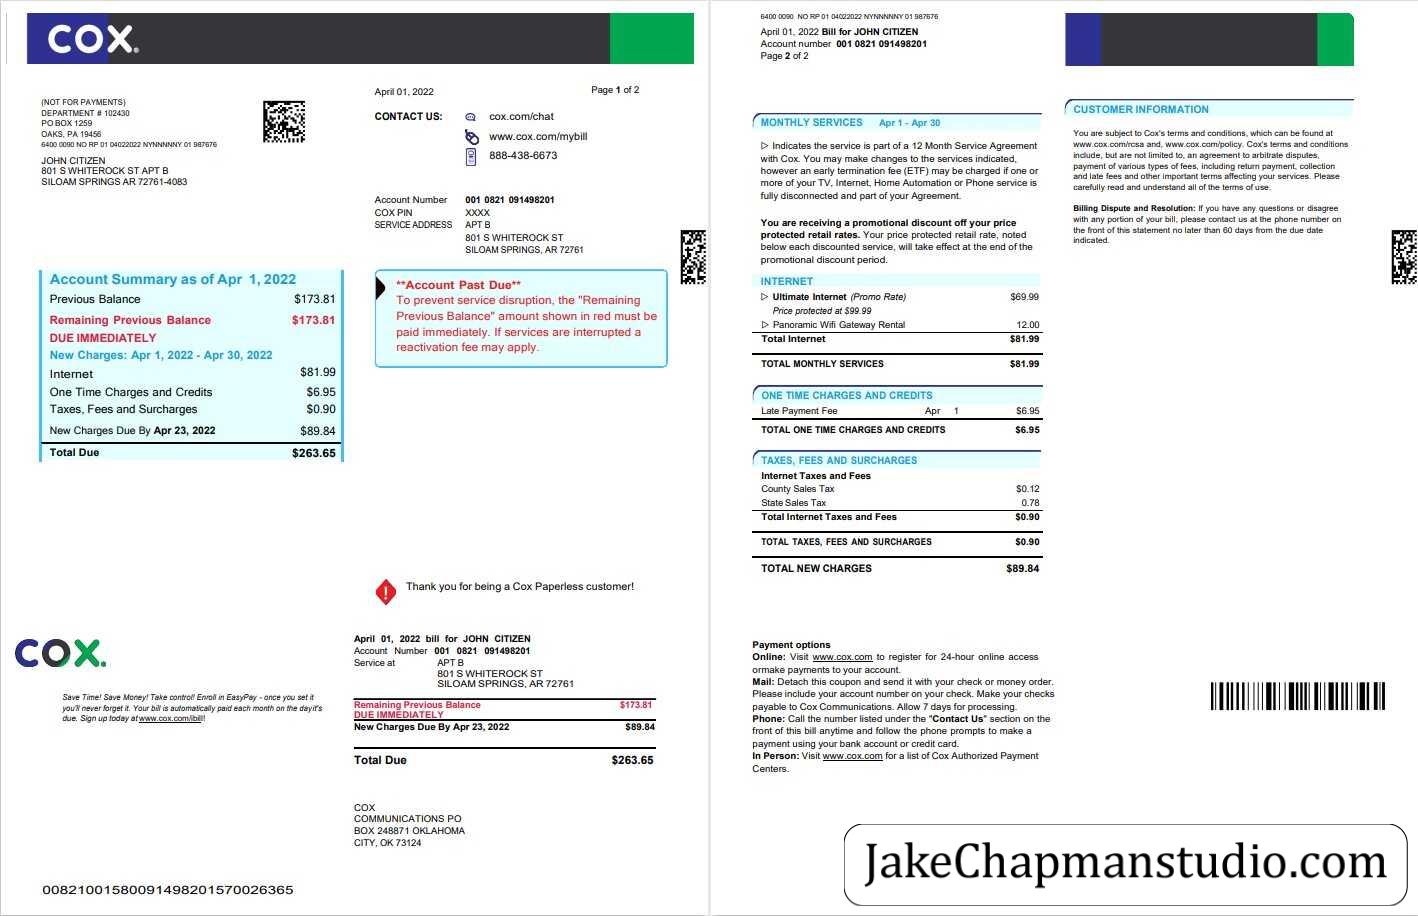 COX.
(NOT FOR PAYMENTS)
DEPARTMENT # 102430
PO BOX 1259
OAKS, PA 19456
6400 0090 NO RP 01 04022022 NYNNNNNY 01 987676
JOHN CITIZEN
801 S WHITEROCK ST APT B
SILOAM SPRINGS AR 72761-4083
April 01, 2022
Page 1 of 2
CONTACT US:
cox.com/chat
www.cox.com/mybill
888-438-6673
Account Number 001 0821 091498201
COX PIN XXXX
SERVICE ADDRESS APT B
801 S WHITEROCK ST
SILOAM SPRINGS, AR 72761
Account Summary as of Apr 1, 2022
Previous Balance $173.81
Remaining Previous Balance $173.81
DUE IMMEDIATELY
New Charges: Apr 1, 2022 - Apr 30, 2022
Internet $81.99
One Time Charges and Credits $6.95
Taxes, Fees and Surcharges $0.90
New Charges Due By Apr 23, 2022 $89.84
Total Due $263.65
**Account Past Due**
To prevent service disruption, the "Remaining
Previous Balance" amount shown in red must be
paid immediately. If services are interrupted a
reactivation fee may apply.
Thank you for being a Cox Paperless customer!
COX.
Save Time! Save Money! Take control! Enroll in EasyPay - once you set it
you'll never forget it. Your bill is automatically paid each month on the dayit's
due. Sign up today at www.cox.com/ibill!
April 01, 2022 bill for JOHN CITIZEN
Account Number 001 0821 091498201
Service at APT B
801 S WHITEROCK ST
SILOAM SPRINGS, AR 72761
Remaining Previous Balance $173.81
DUE IMMEDIATELY
New Charges Due By Apr 23, 2022 $89.84
Total Due $263.65
COX
COMMUNICATIONS PO
BOX 248871 OKLAHOMA
CITY, OK 73124
00821001580091498201570026365
6400 0090 NO RP 01 04022022 NYNNNNNY 01 987676
April 01, 2022 Bill for JOHN CITIZEN
Account number 001 0821 091498201
Page 2 of 2
MONTHLY SERVICES Apr 1 - Apr 30
Indicates the service is part of a 12 Month Service Agreement
with Cox. You may make changes to the services indicated,
however an early termination fee (ETF) may be charged if one or
more of your TV, Internet, Home Automation or Phone service is
fully disconnected and part of your Agreement.
You are receiving a promotional discount off your price
protected retail rates. Your price protected retail rate, noted
below each discounted service, will take effect at the end of the
promotional discount period.
INTERNET
Ultimate Internet (Promo Rate) $69.99
Price protected at $99.99
Panoramic Wifi Gateway Rental 12.00
Total Internet $81.99
TOTAL MONTHLY SERVICES $81.99
ONE TIME CHARGES AND CREDITS
Late Payment Fee Apr 1 $6.95
TOTAL ONE TIME CHARGES AND CREDITS $6.95
TAXES, FEES AND SURCHARGES
Internet Taxes and Fees
County Sales Tax $0.12
State Sales Tax 0.78
Total Internet Taxes and Fees $0.90
TOTAL TAXES, FEES AND SURCHARGES $0.90
TOTAL NEW CHARGES $89.84
Payment options
Online: Visit www.cox.com to register for 24-hour online access
ormake payments to your account.
Mail: Detach this coupon and send it with your check or money order.
Please include your account number on your check. Make your checks
payable to Cox Communications. Allow 7 days for processing.
Phone: Call the number listed under the "Contact Us" section on the
front of this bill anytime and follow the phone prompts to make a
payment using your bank account or credit card.
In Person: Visit www.cox.com for a list of Cox Authorized Payment
Centers.
CUSTOMER INFORMATION
You are subject to Cox's terms and conditions, which can be found at
www.cox.com/rcsa and, www.cox.com/policy. Cox's terms and conditions
include, but are not limited to, an agreement to arbitrate disputes,
payment of various types of fees, including return payment, collection
and late fees and other important terms affecting your services. Please
carefully read and understand all of the terms of use.
Billing Dispute and Resolution: If you have any questions or disagree
with any portion of your bill, please contact us at the phone number on
the front of this statement no later than 60 days from the due date
indicated.
JakeChapmanstudio.com